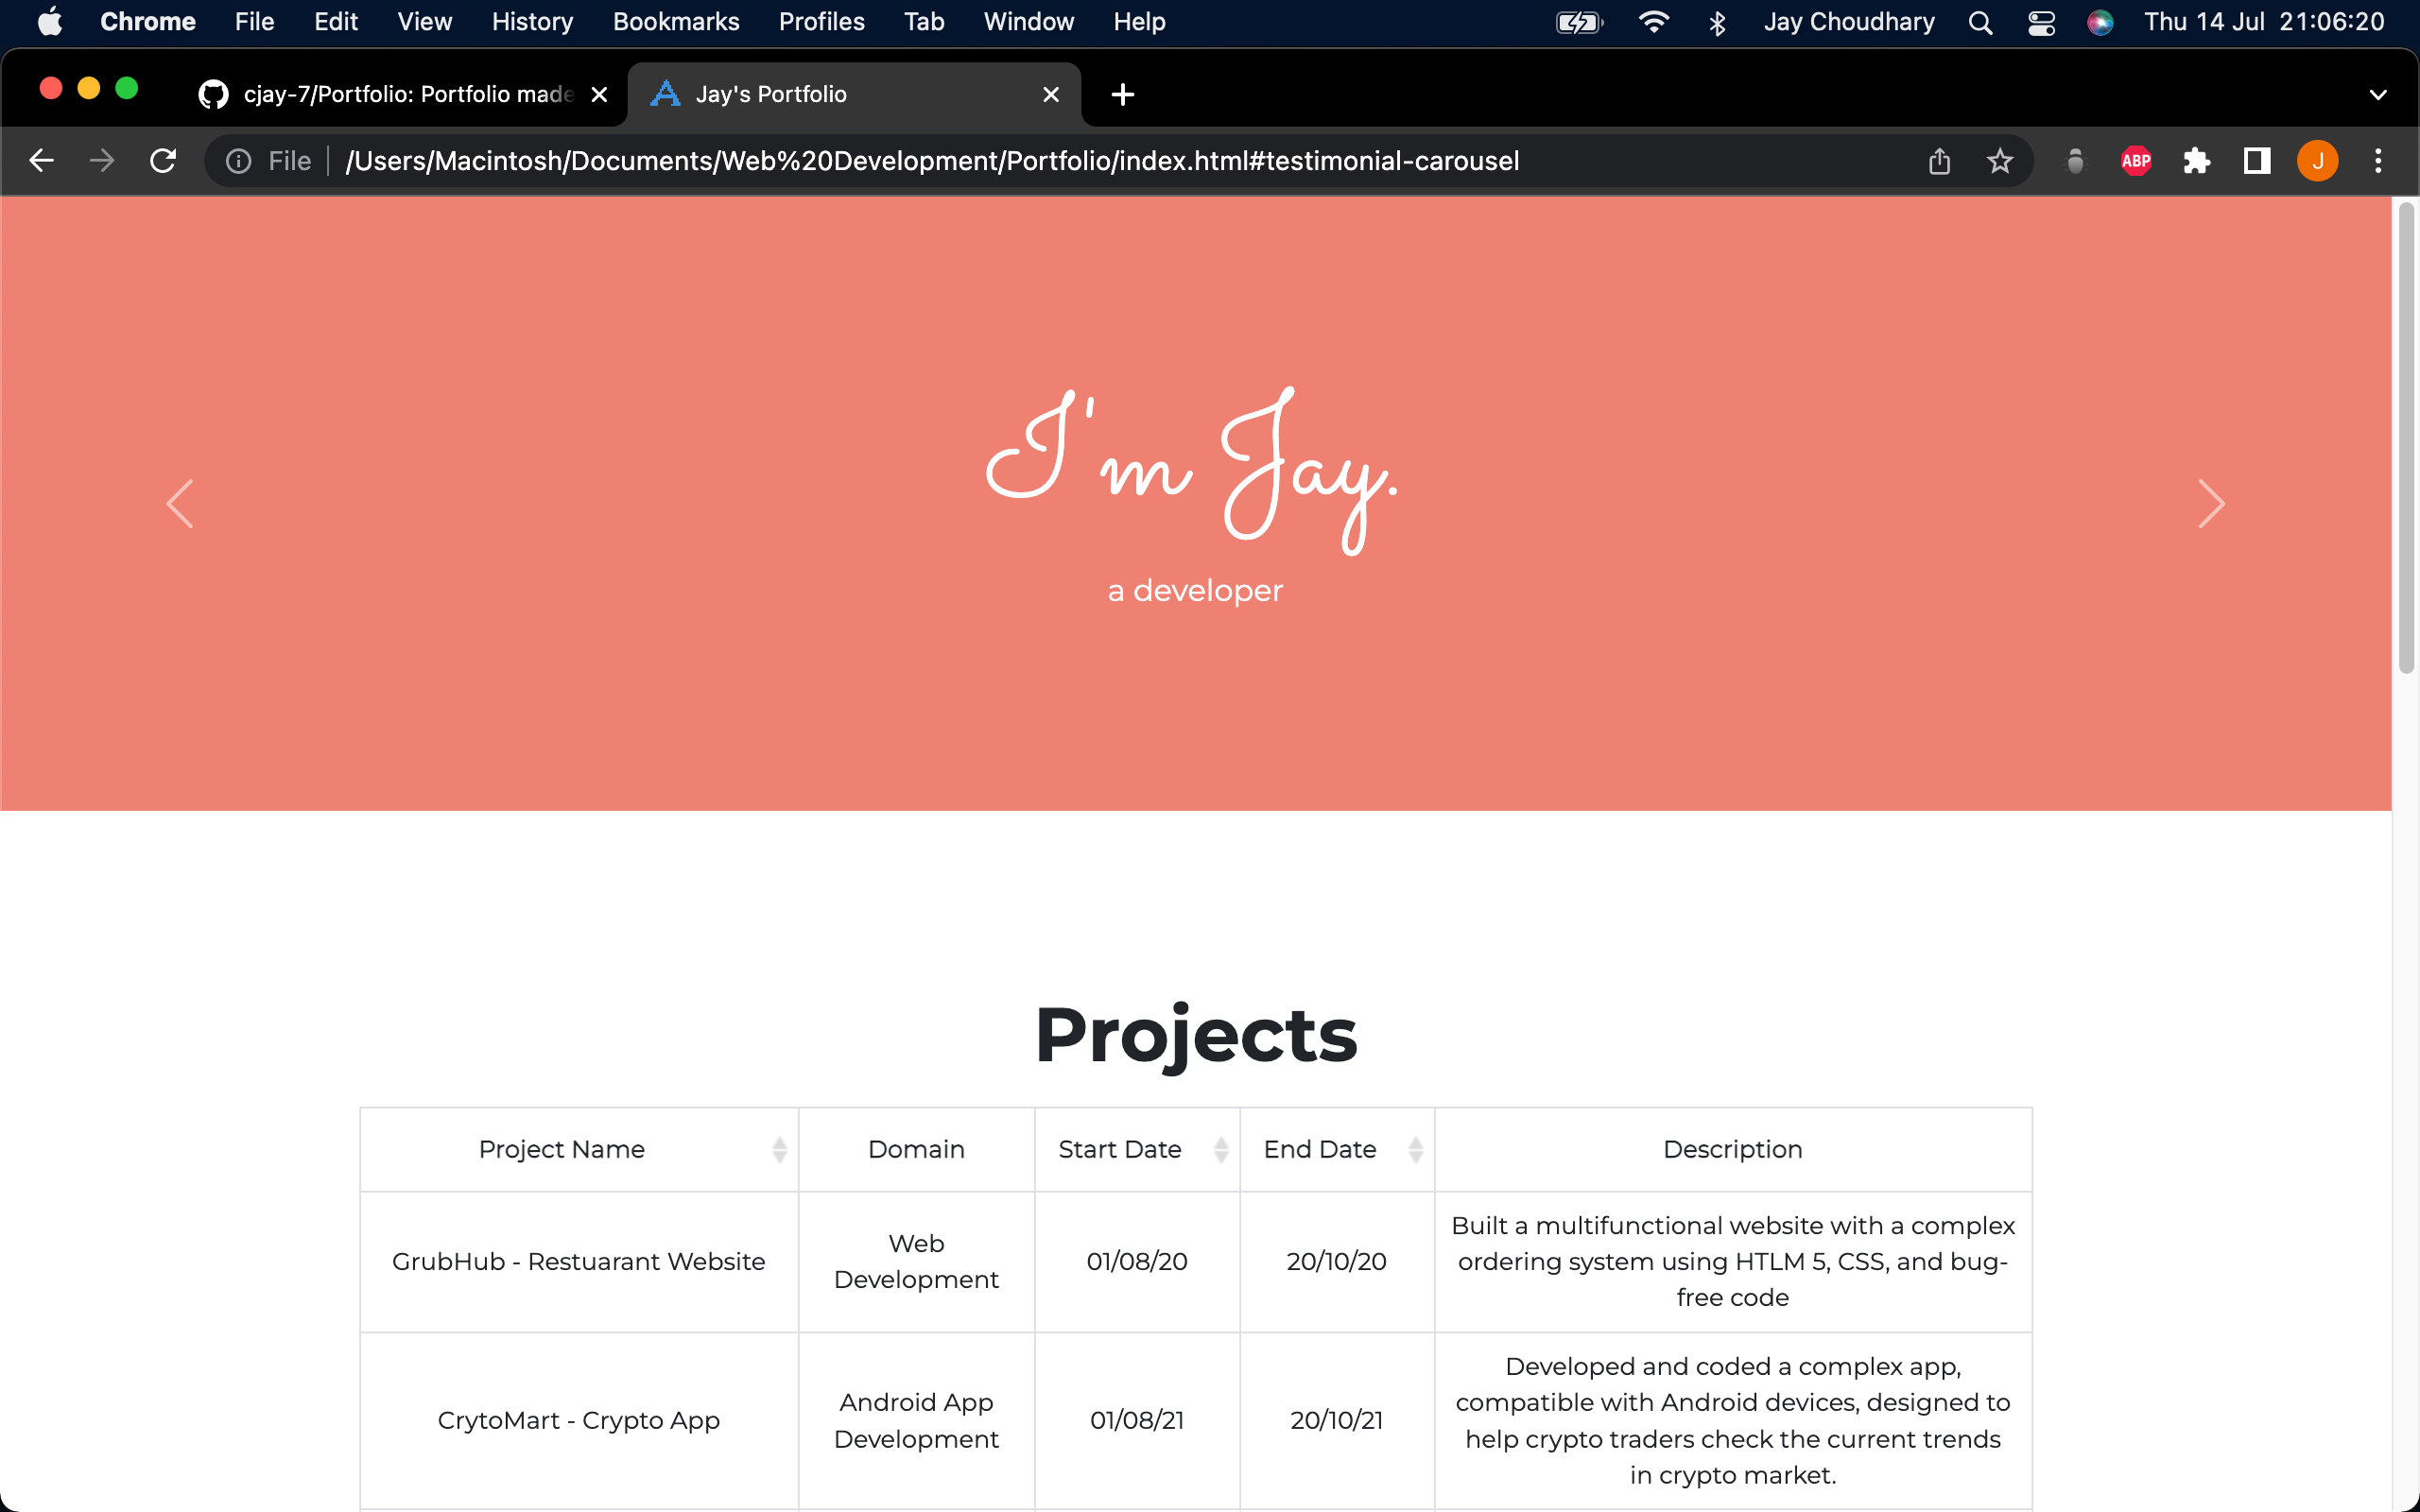 Chrome File Edit View History Bookmarks Profiles Tab Window Help Jay Choudhary Thu 14 Jul 21:06:20
cjay-7/Portfolio: Portfolio made Jay's Portfolio
File /Users/Macintosh/Documents/Web%20Development/Portfolio/index.html#testimonial-carousel ABP J
I'm Jay.
a developer
Projects
Project Name Domain Start Date End Date Description
GrubHub - Restuarant Website
Web
Development
01/08/20
20/10/20
Built a multifunctional website with a complex
ordering system using HTLM 5, CSS, and bug-
free code
CrytoMart - Crypto App
Android App
Development
01/08/21
20/10/21
Developed and coded a complex app,
compatible with Android devices, designed to
help crypto traders check the current trends
in crypto market.